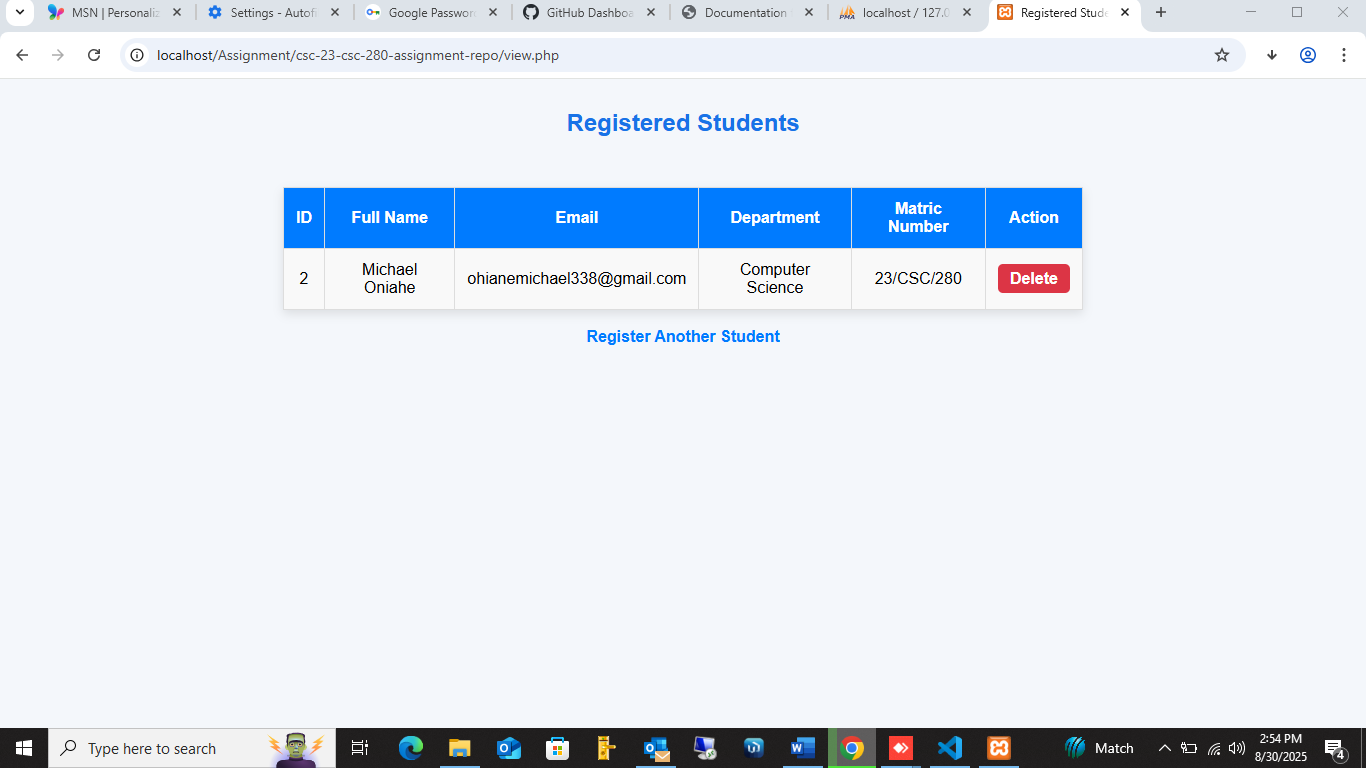 MSN | Personaliz
Settings - Autofi
Google Password
GitHub Dashboa
Documentation
localhost / 127.0
Registered Stude
localhost/Assignment/csc-23-csc-280-assignment-repo/view.php
Registered Students
ID
Full Name
Email
Department
Matric
Number
Action
2
Michael
Oniahe
ohianemichael338@gmail.com
Computer
Science
23/CSC/280
Delete
Register Another Student
Type here to search
Match
2:54 PM
8/30/2025
4